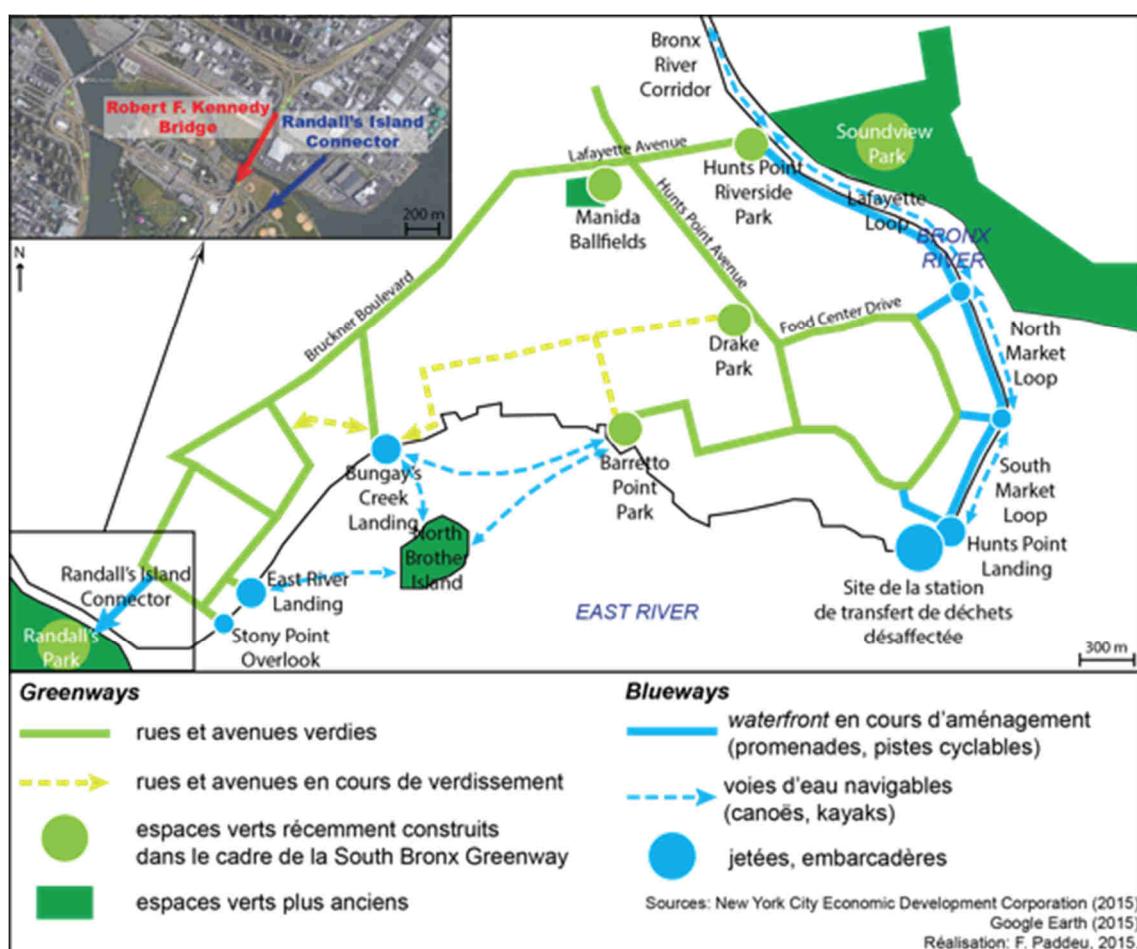 Robert F. Kennedy
Bridge
Randall's Island
Connector
200 m
N
Bronx
River
Corridor
Soundview
Park
Lafayette Avenue
Hunts Point
Riverside
Park
Manida
Ballfields
Hunts Point Avenue
Lafayette
Loop
BRONX
RIVER
Bruckner Boulevard
Food Center Drive
Drake
Park
North
Market
Loop
Bungay's
Creek
Landing
Barretto
Point
Park
South
Market
Loop
North
Brother
Island
Hunts Point
Landing
Randall's Island
Connector
East River
Landing
EAST RIVER
Site de la station
de transfert de déchets
désaffectée
Randall's
Park
Stony Point
Overlook
300 m
Greenways
rues et avenues verdies
rues et avenues en cours de verdissement
espaces verts récemment construits
dans le cadre de la South Bronx Greenway
espaces verts plus anciens
Blueways
waterfront en cours d'aménagement
(promenades, pistes cyclables)
voies d'eau navigables
(canoës, kayaks)
jetées, embarcadères
Sources: New York City Economic Development Corporation (2015)
Google Earth (2015)
Réalisation: F. Paddeu, 2015.